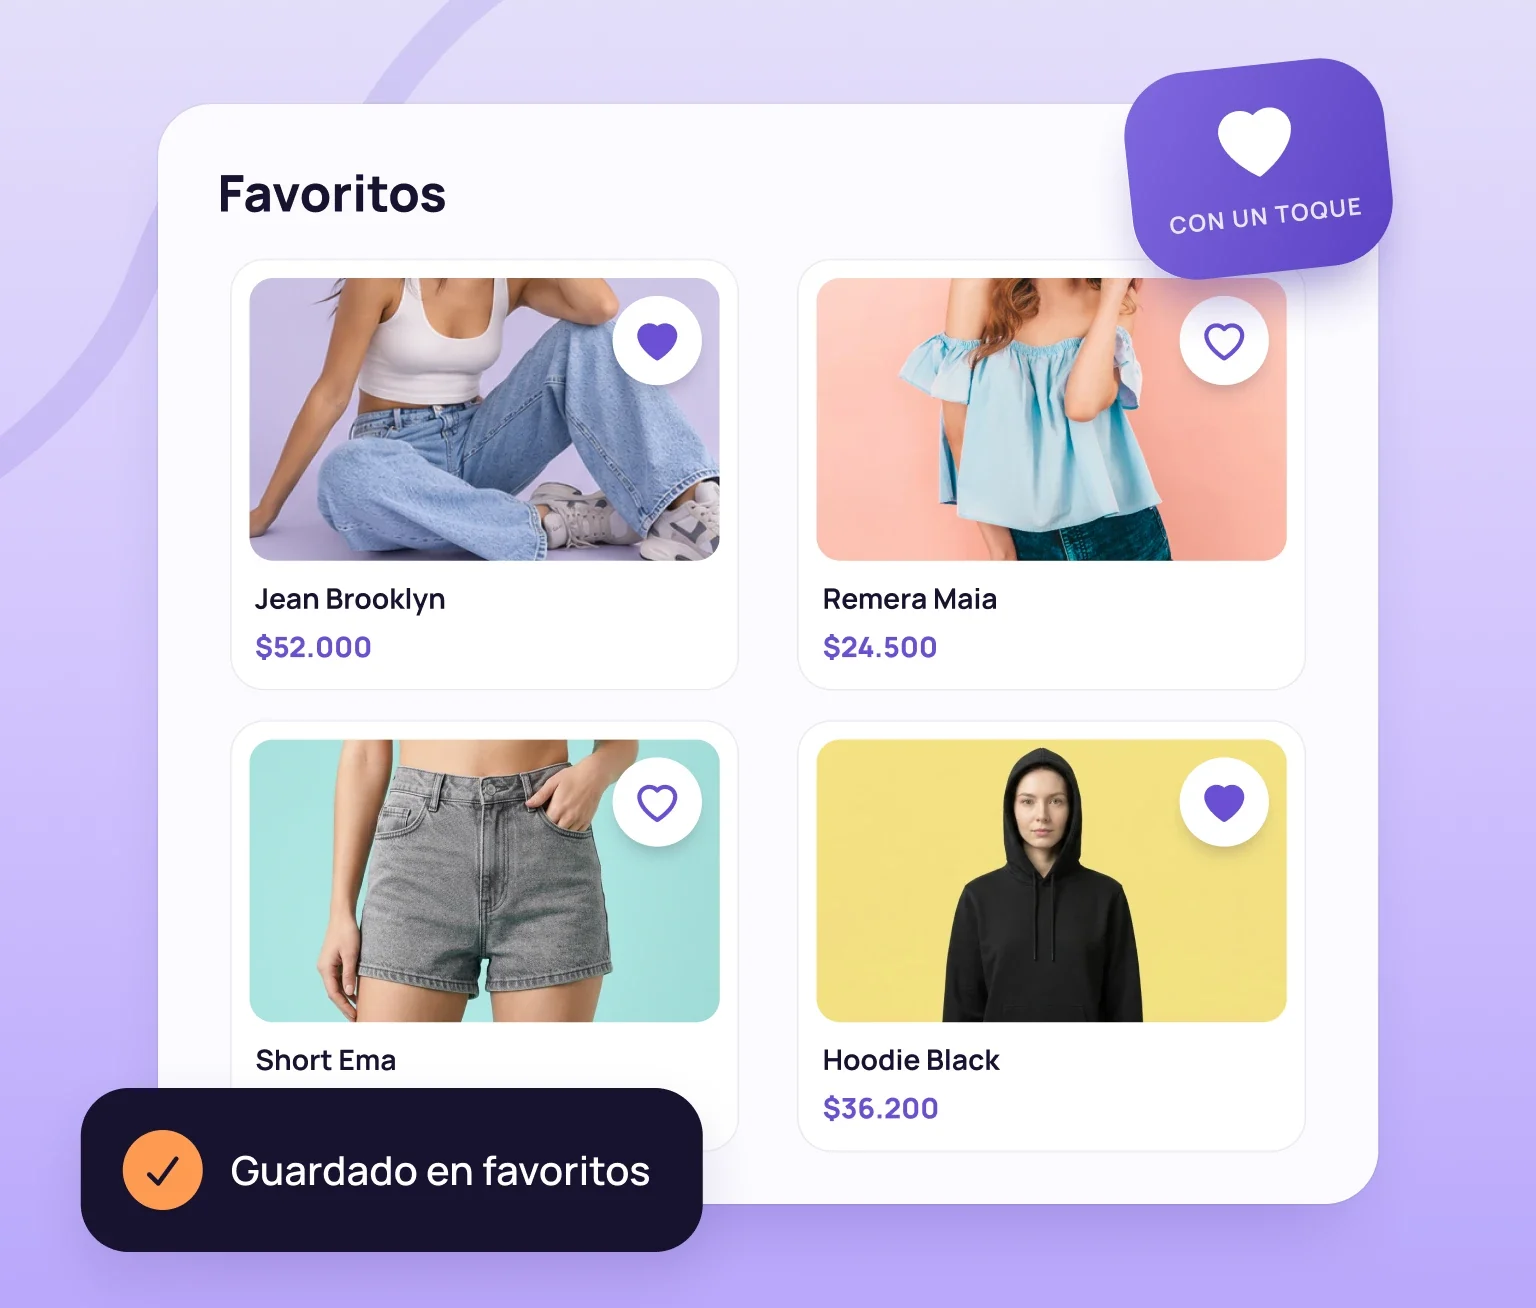 Favoritos
CON UN TOQUE
Jean Brooklyn
$52.000
Remera Maia
$24.500
Short Ema
Hoodie Black
$36.200
Guardado en favoritos